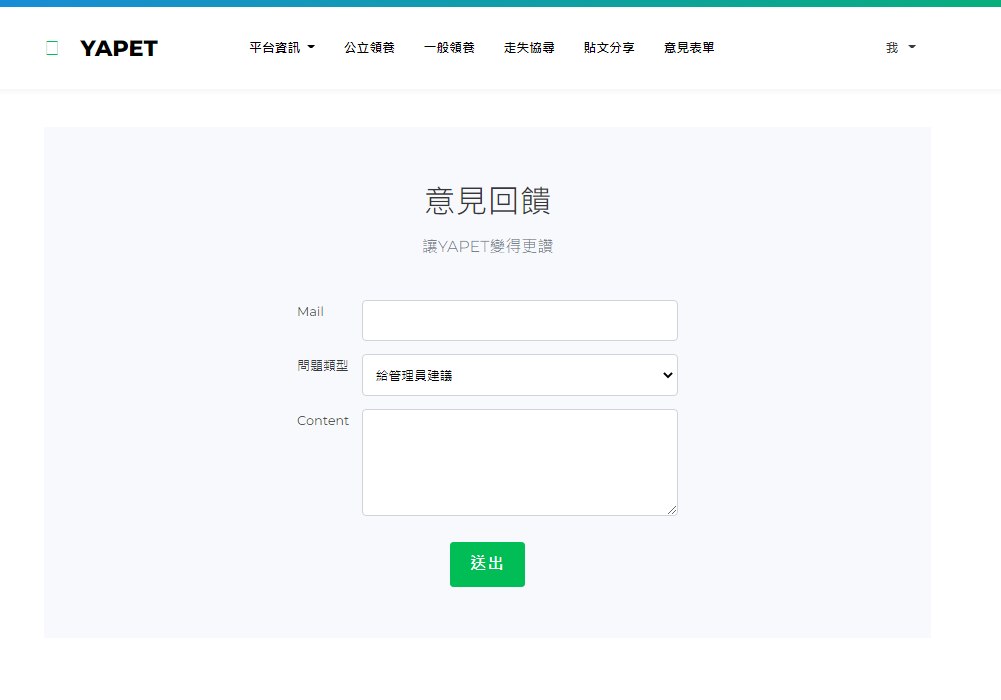 YAPET
平台資訊
公立領養
一般領養
走失協尋
貼文分享
意見表單
我
意見回饋
讓YAPET變得更讚
Mail
問題類型
給管理員建議
Content
送出